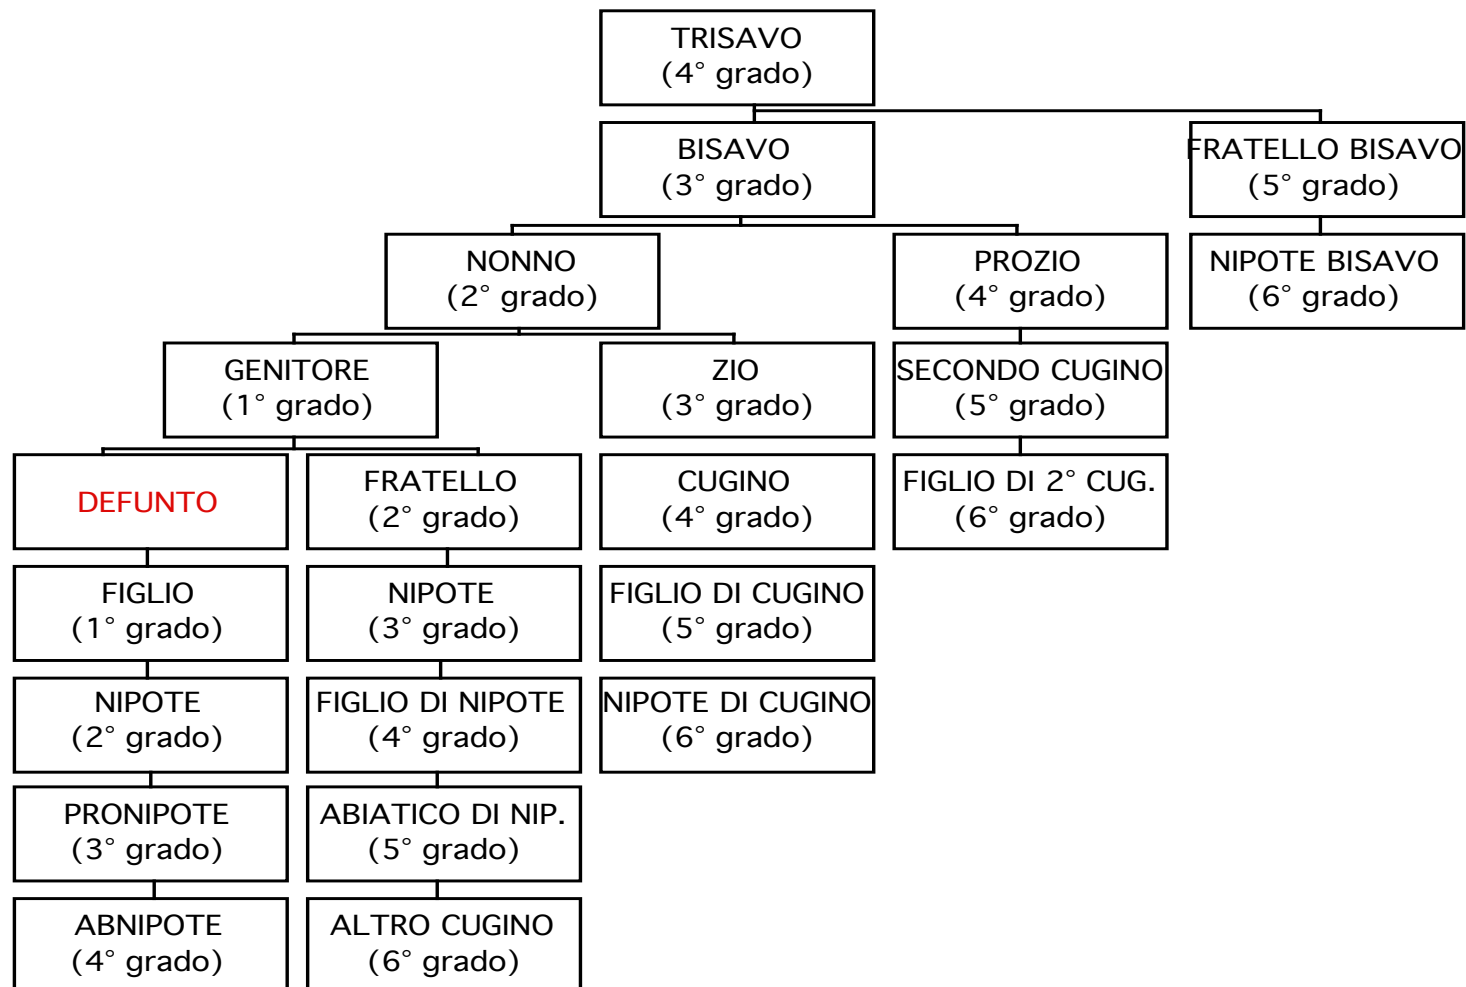 TRISAVO
(4° grado)
BISAVO
(3° grado)
FRATELLO BISAVO
(5° grado)
NONNO
(2° grado)
PROZIO
(4° grado)
NIPOTE BISAVO
(6° grado)
GENITORE
(1° grado)
ZIO
(3° grado)
SECONDO CUGINO
(5° grado)
DEFUNTO
FRATELLO
(2° grado)
CUGINO
(4° grado)
FIGLIO DI 2° CUG.
(6° grado)
FIGLIO
(1° grado)
NIPOTE
(3° grado)
FIGLIO DI CUGINO
(5° grado)
NIPOTE
(2° grado)
FIGLIO DI NIPOTE
(4° grado)
NIPOTE DI CUGINO
(6° grado)
PRONIPOTE
(3° grado)
ABIATICO DI NIP.
(5° grado)
ABNIPOTE
(4° grado)
ALTRO CUGINO
(6° grado)